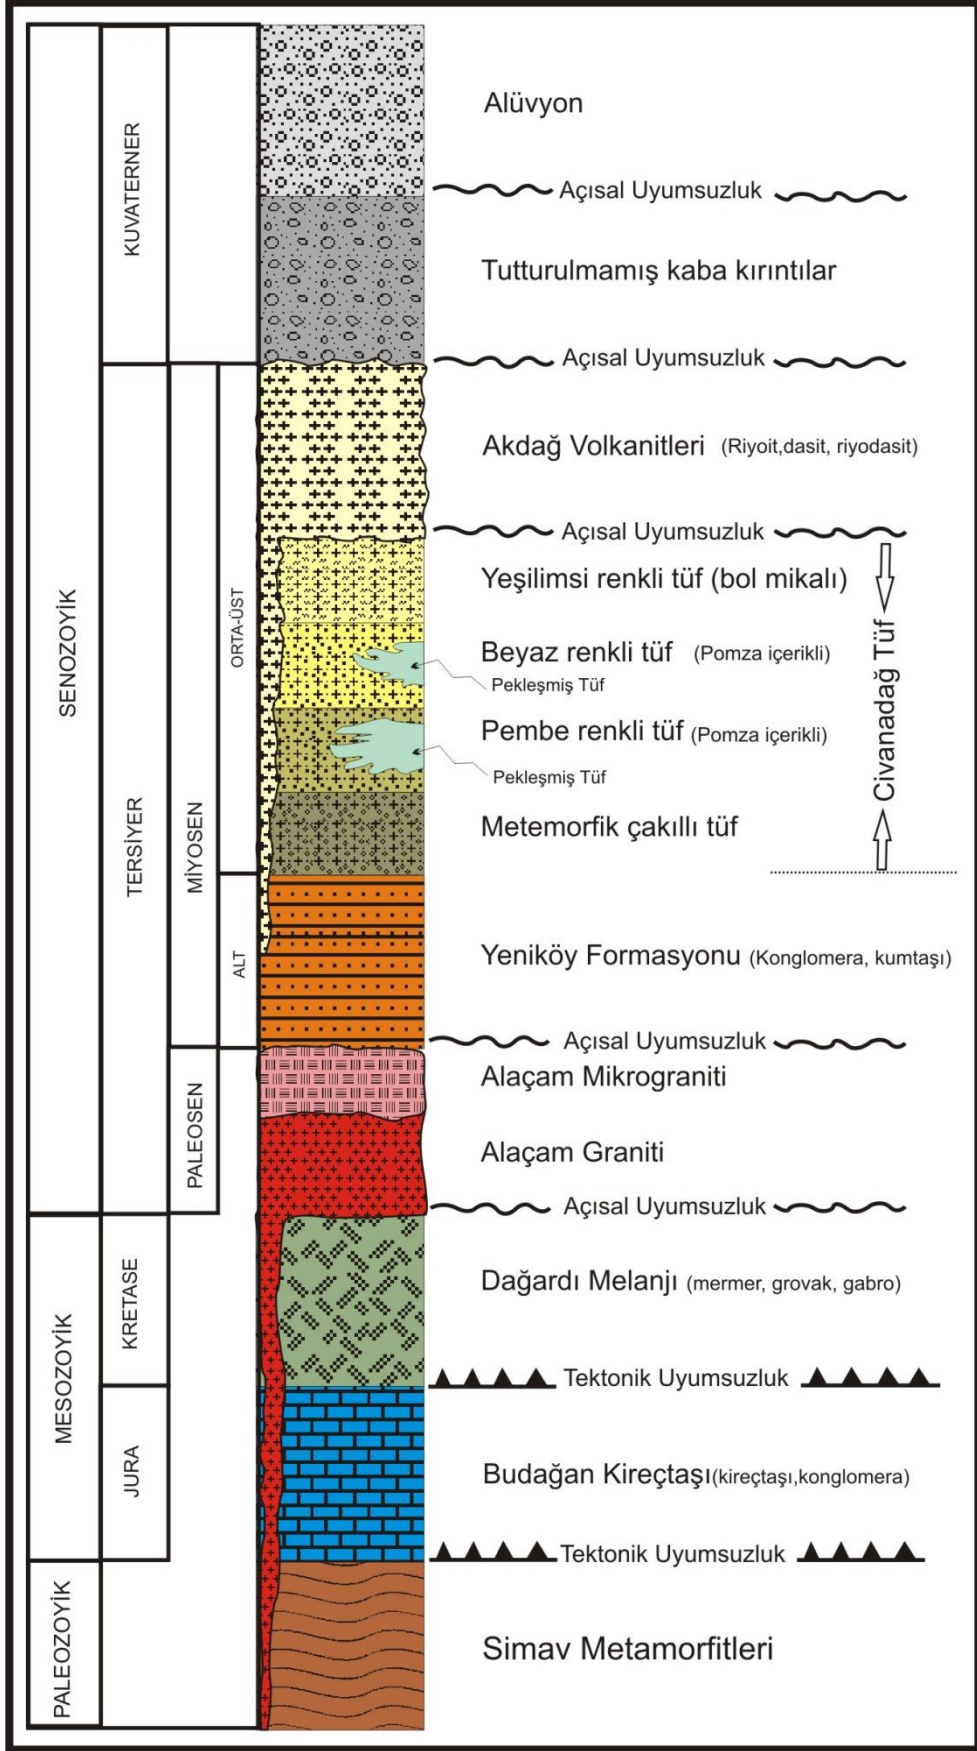 KUVATERNER
SENOZOYİK
TERSİYER
MİYOSEN
ORTA-ÜST
ALT
PALEOSEN
MESOZOYİK
KRETASE
JURA
PALEOZOYİK
Alüvyon
Açısal Uyumsuzluk
Tutturulmamış kaba kırıntılar
Açısal Uyumsuzluk
Akdağ Volkanitleri (Riyoit,dasit, riyodasit)
Açısal Uyumsuzluk
Yeşilimsi renkli tüf (bol mikalı)
Beyaz renkli tüf (Pomza içerikli)
Pekleşmiş Tüf
Pembe renkli tüf (Pomza içerikli)
Pekleşmiş Tüf
Metemorfik çakıllı tüf
Civanadağ Tüf
Yeniköy Formasyonu (Konglomera, kumtaşı)
Açısal Uyumsuzluk
Alaçam Mikrograniti
Alaçam Graniti
Açısal Uyumsuzluk
Dağardı Melanjı (mermer, grovak, gabro)
Tektonik Uyumsuzluk
Budağan Kireçtaşı(kireçtaşı,konglomera)
Tektonik Uyumsuzluk
Simav Metamorfitleri